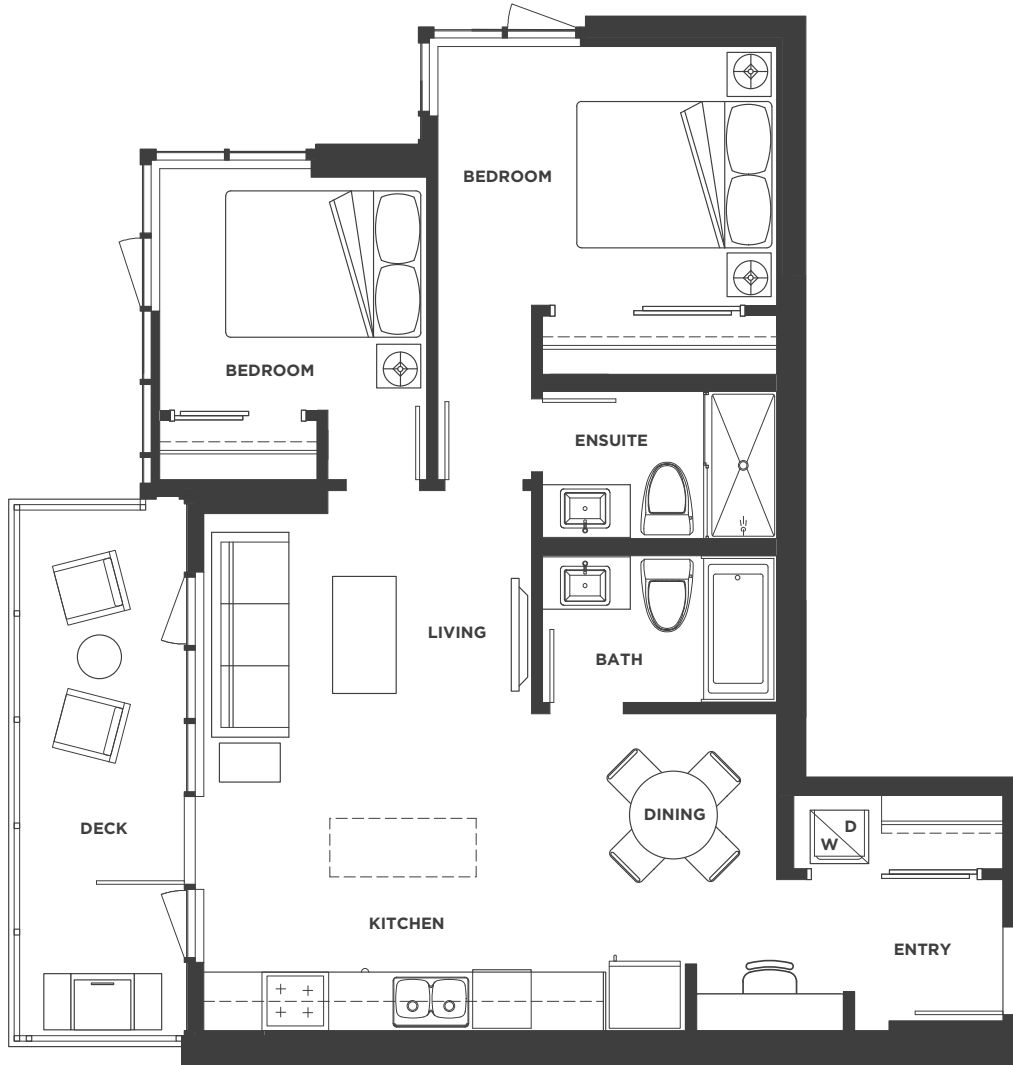 BEDROOM
BEDROOM
ENSUITE
LIVING
BATH
DECK
DINING
D
W
KITCHEN
ENTRY